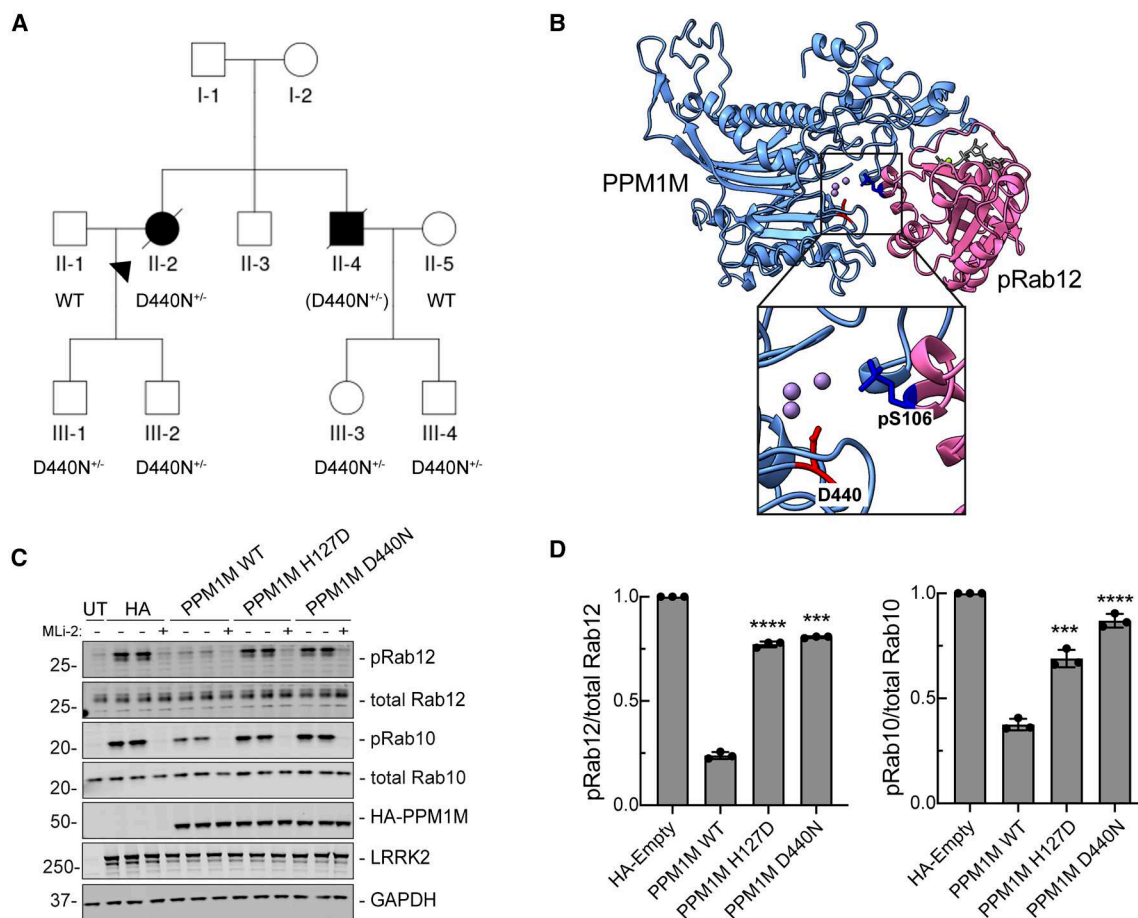 A
I-1
I-2
II-1
II-2
II-3
II-4
II-5
WT
D440N+/-
(D440N+/-)
WT
III-1
III-2
III-3
III-4
D440N+/-
D440N+/-
D440N+/-
D440N+/-
B
PPM1M
pRab12
pS106
D440
C
UT
HA
PPM1M WT
PPM1M H127D
PPM1M D440N
MLi-2: - - - + - - + - - + - - +
25-
- pRab12
25-
- total Rab12
20-
- pRab10
20-
- total Rab10
50-
- HA-PPM1M
250-
- LRRK2
37-
- GAPDH
D
pRab12/total Rab12
1.0
0.5
1.0
****
***
HA-Empty
PPM1M WT
PPM1M H127D
PPM1M D440N
pRab10/total Rab10
1.0
0.5
0.0
***
****
HA-Empty
PPM1M WT
PPM1M H127D
PPM1M D440N